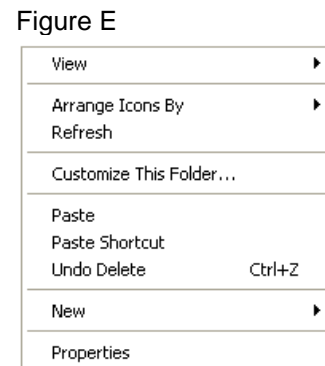 Figure E
View
Arrange Icons By
Refresh
Customize This Folder...
Paste
Paste Shortcut
Undo Delete Ctrl+Z
New
Properties